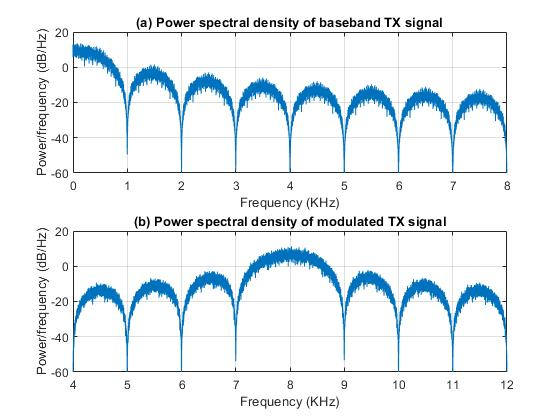 (a) Power spectral density of baseband TX signal
Power/frequency (dB/Hz)
20
0
-20
-40
-60
0 1 2 3 4 5 6 7 8
Frequency (KHz)
(b) Power spectral density of modulated TX signal
Power/frequency (dB/Hz)
20
0
-20
-40
-60
4 5 6 7 8 9 10 11 12
Frequency (KHz)